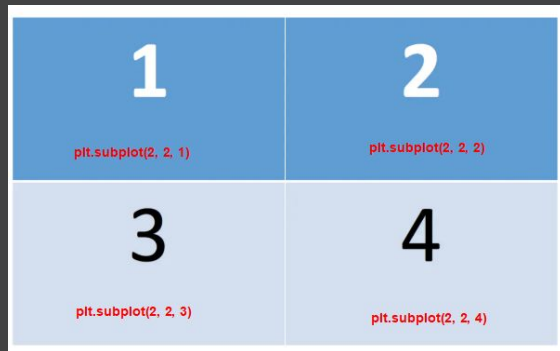 1
2
plt.subplot(2, 2, 1)
plt.subplot(2, 2, 2)
3
4
plt.subplot(2, 2, 3)
plt.subplot(2, 2, 4)